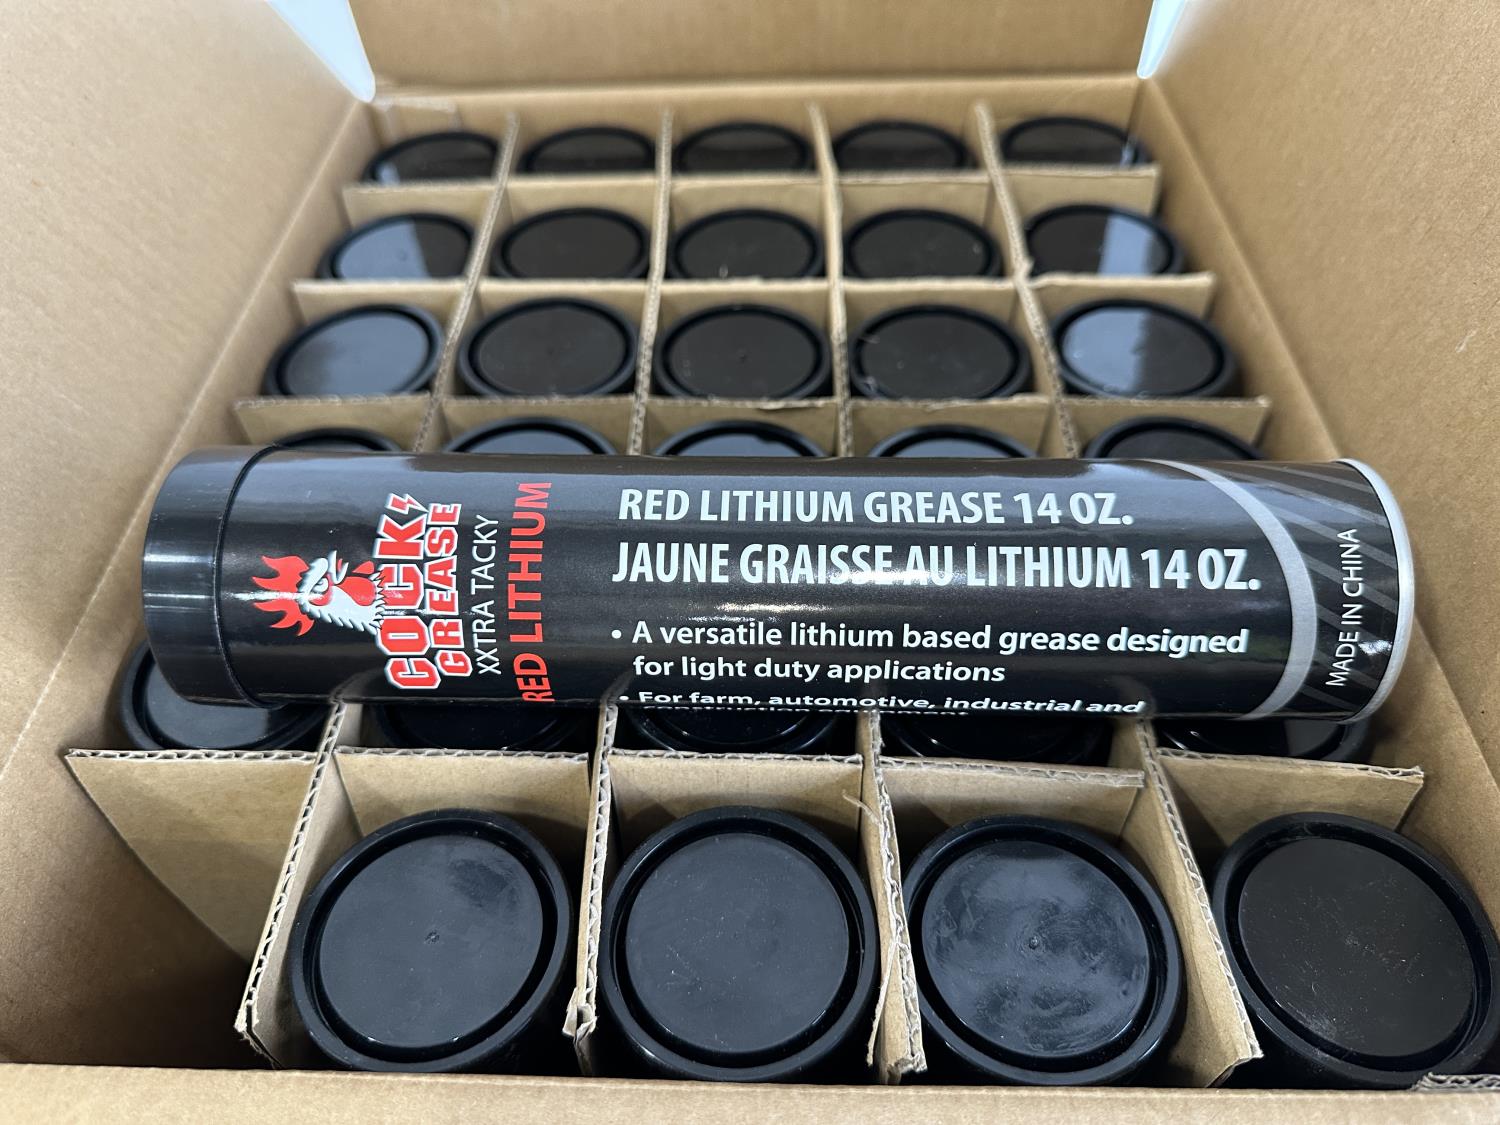 COCK
GREASE
XXTRA TACKY
RED LITHIUM
RED LITHIUM GREASE 14 OZ.
JAUNE GRAISSE AU LITHIUM 14 OZ.
• A versatile lithium based grease designed
for light duty applications
• For farm, automotive, industrial and
MADE IN CHINA